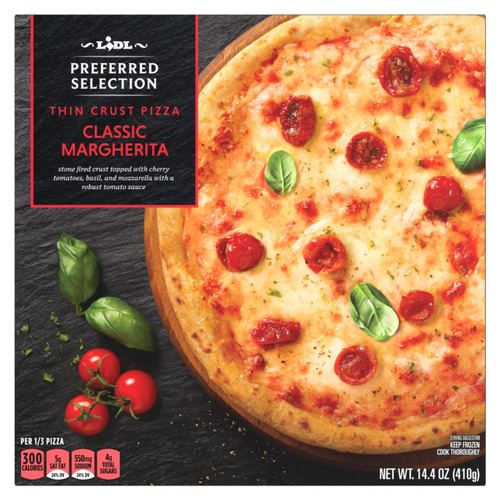 LIDL
PREFERRED
SELECTION
THIN CRUST PIZZA
CLASSIC
MARGHERITA
stone fired crust topped with cherry
tomatoes, basil, and mozzarella with a
robust tomato sauce
PER 1/3 PIZZA
300
CALORIES
5g
SAT FAT
24% DV
550mg
SODIUM
24% DV
4g
TOTAL
SUGARS
SERVING SUGGESTION
KEEP FROZEN
COOK THOROUGHLY
NET WT. 14.4 OZ (410g)